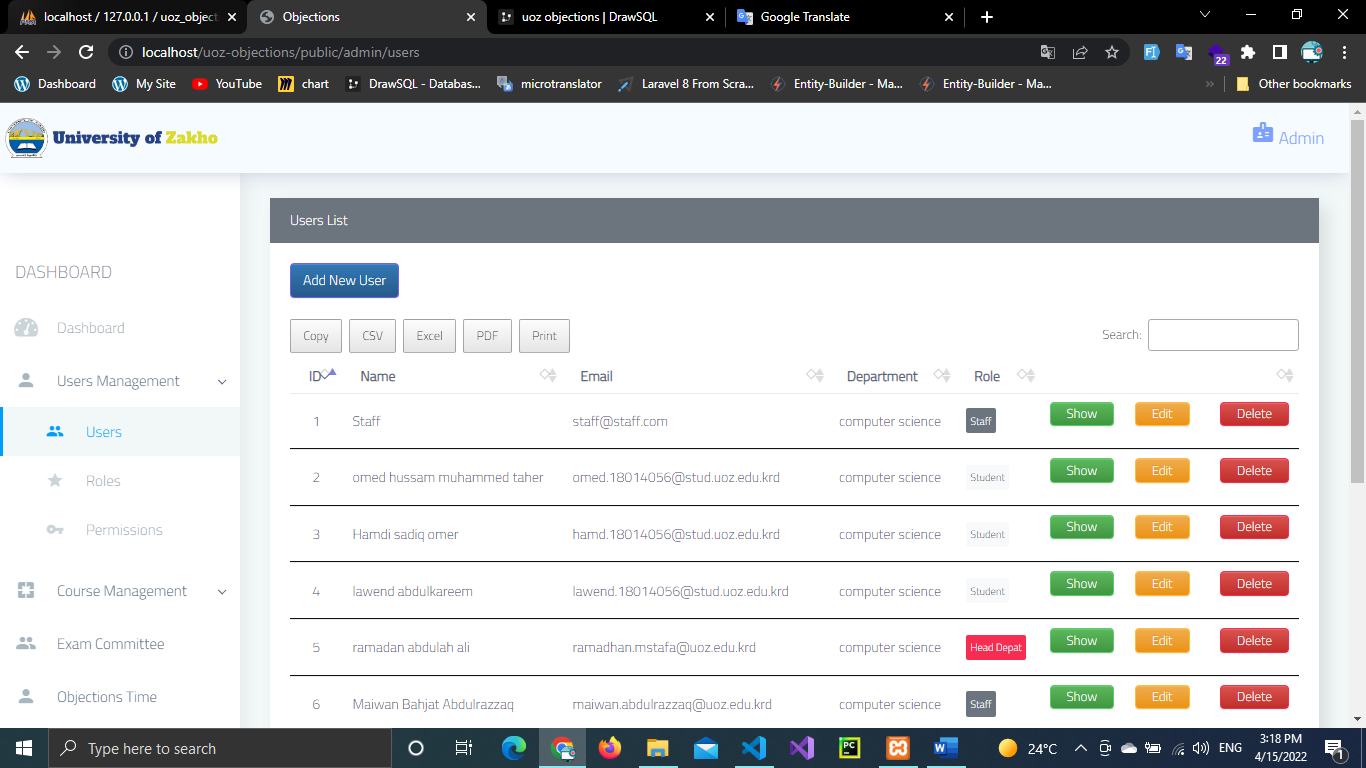 localhost / 127.0.0.1 / uoz_object
Objections
uoz objections | DrawSQL
Google Translate
localhost/uoz-objections/public/admin/users
22
Dashboard
My Site
YouTube
chart
DrawSQL - Databas...
microtranslator
Laravel 8 From Scra...
Entity-Builder - Ma...
Entity-Builder - Ma...
»
Other bookmarks
University of Zakho
Admin
Users List
Add New User
DASHBOARD
Dashboard
Users Management
Users
Roles
Permissions
Course Management
Exam Committee
Objections Time
Copy CSV Excel PDF Print Search:
ID Name Email Department Role
1 Staff staff@staff.com computer science Staff Show Edit Delete
2 omed hussam muhammed taher omed.18014056@stud.uoz.edu.krd computer science Student Show Edit Delete
3 Hamdi sadiq omer hamd.18014056@stud.uoz.edu.krd computer science Student Show Edit Delete
4 lawend abdulkareem lawend.18014056@stud.uoz.edu.krd computer science Student Show Edit Delete
5 ramadan abdulah ali ramadhan.mstafa@uoz.edu.krd computer science Head Depat Show Edit Delete
6 Maiwan Bahjat Abdulrazzaq maiwan.abdulrazzaq@uoz.edu.krd computer science Staff Show Edit Delete
Type here to search
24°C
ENG
3:18 PM
4/15/2022
1